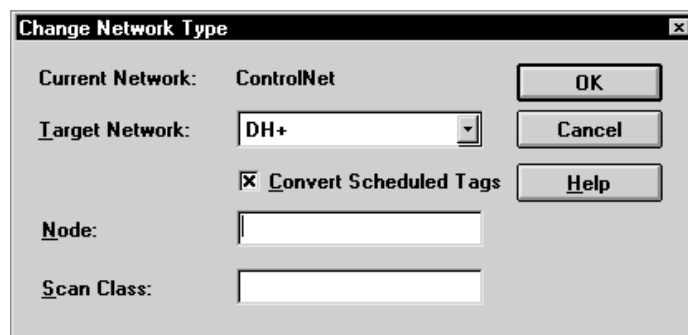 Change Network Type
Current Network: ControlNet
OK
Target Network: DH+
Cancel
Convert Scheduled Tags
Help
Node:
Scan Class: